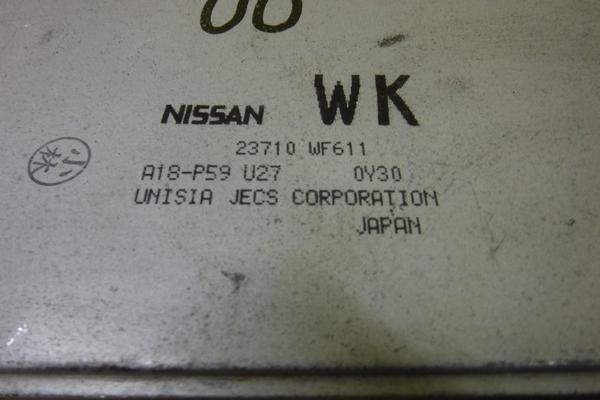 NISSAN WK
23710 WF611
A18-P59 U27 0Y30
UNISIA JECS CORPORATION
JAPAN